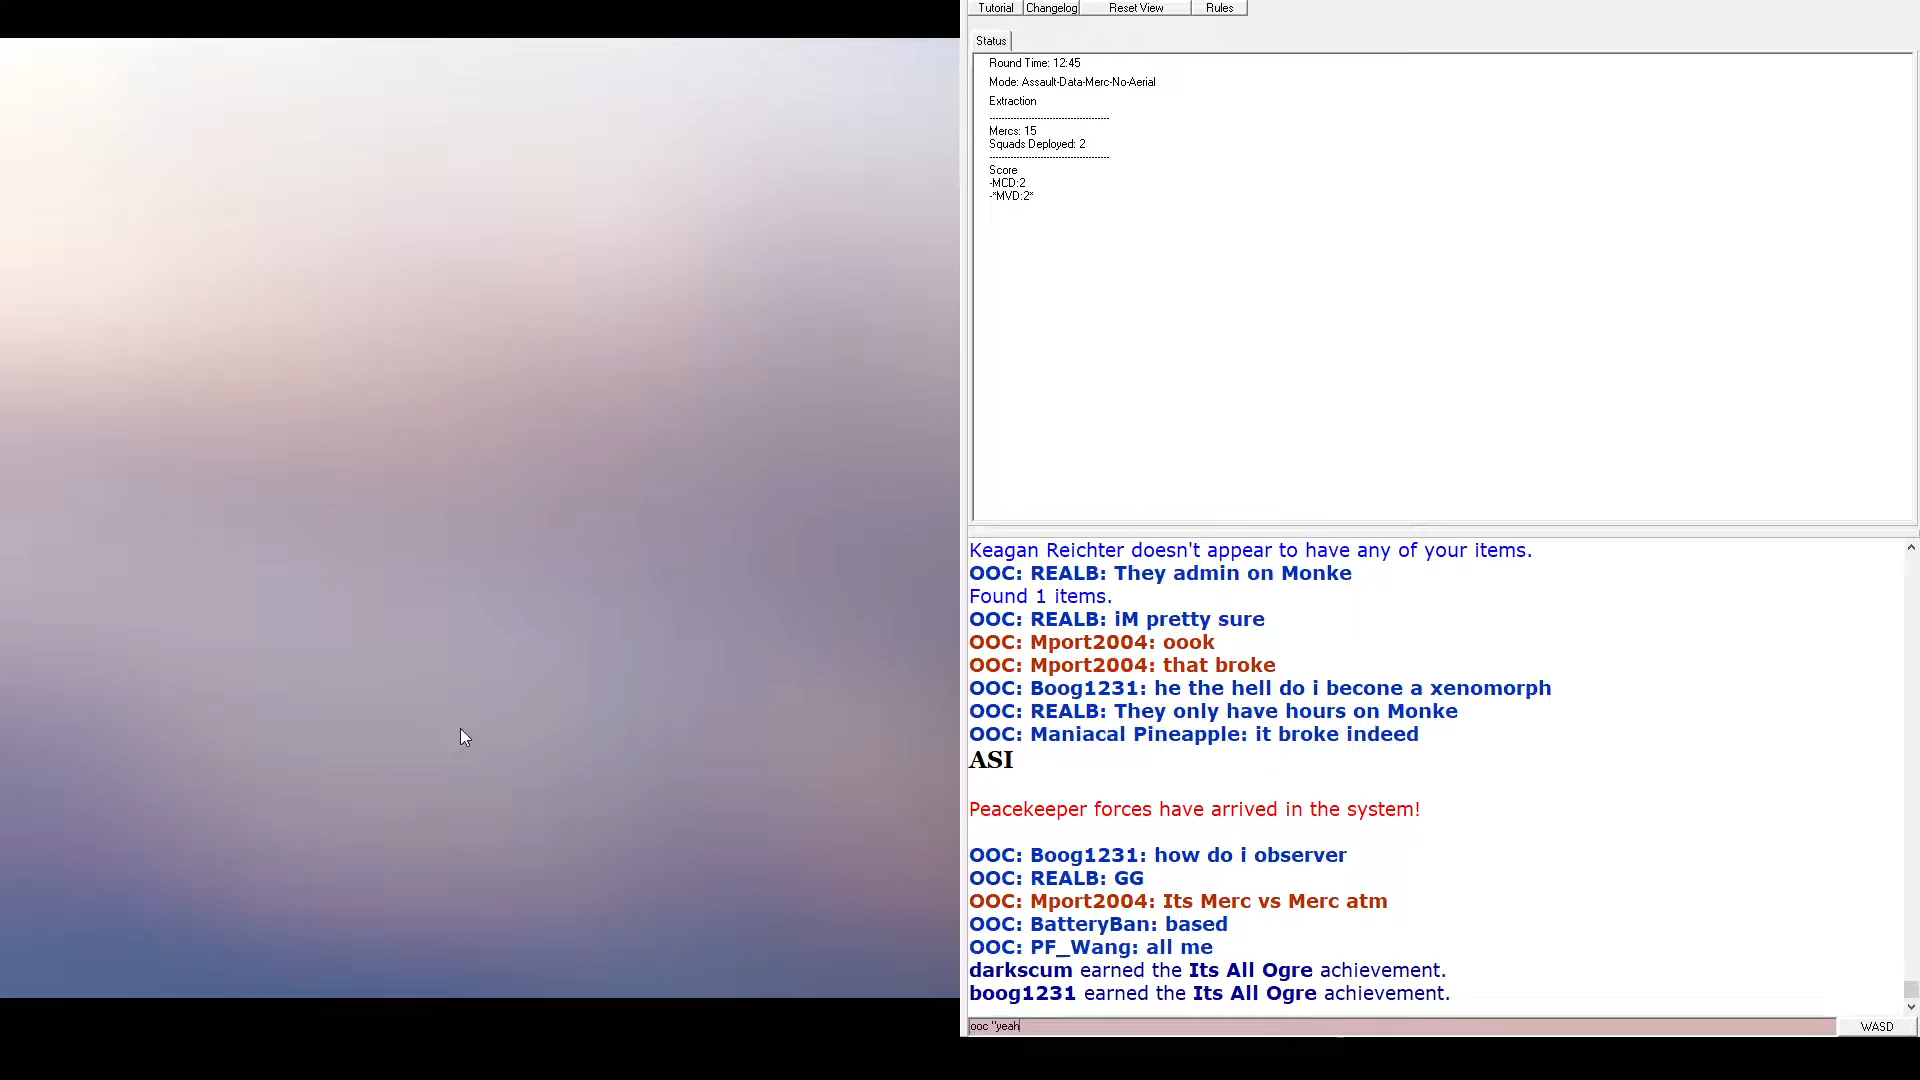 Tutorial Changelog Reset View Rules
Status
Round Time: 12:45
Mode: Assault-Data-Merc-No-Aerial
Extraction
----------------------------------------
Mercs: 15
Squads Deployed: 2
----------------------------------------
Score
-MCD:2
-*MVD:2*
Keagan Reichter doesn't appear to have any of your items.
OOC: REALB: They admin on Monke
Found 1 items.
OOC: REALB: iM pretty sure
OOC: Mport2004: oook
OOC: Mport2004: that broke
OOC: Boog1231: he the hell do i becone a xenomorph
OOC: REALB: They only have hours on Monke
OOC: Maniacal Pineapple: it broke indeed
ASI
Peacekeeper forces have arrived in the system!
OOC: Boog1231: how do i observer
OOC: REALB: GG
OOC: Mport2004: Its Merc vs Merc atm
OOC: BatteryBan: based
OOC: PF_Wang: all me
darkscum earned the Its All Ogre achievement.
boog1231 earned the Its All Ogre achievement.
ooc "yeah
WASD